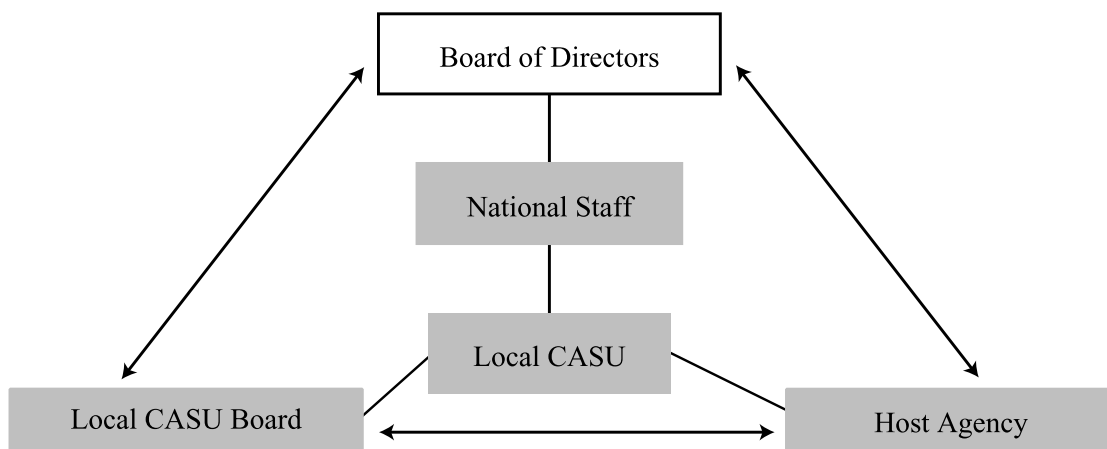 Board of Directors
National Staff
Local CASU
Local CASU Board
Host Agency